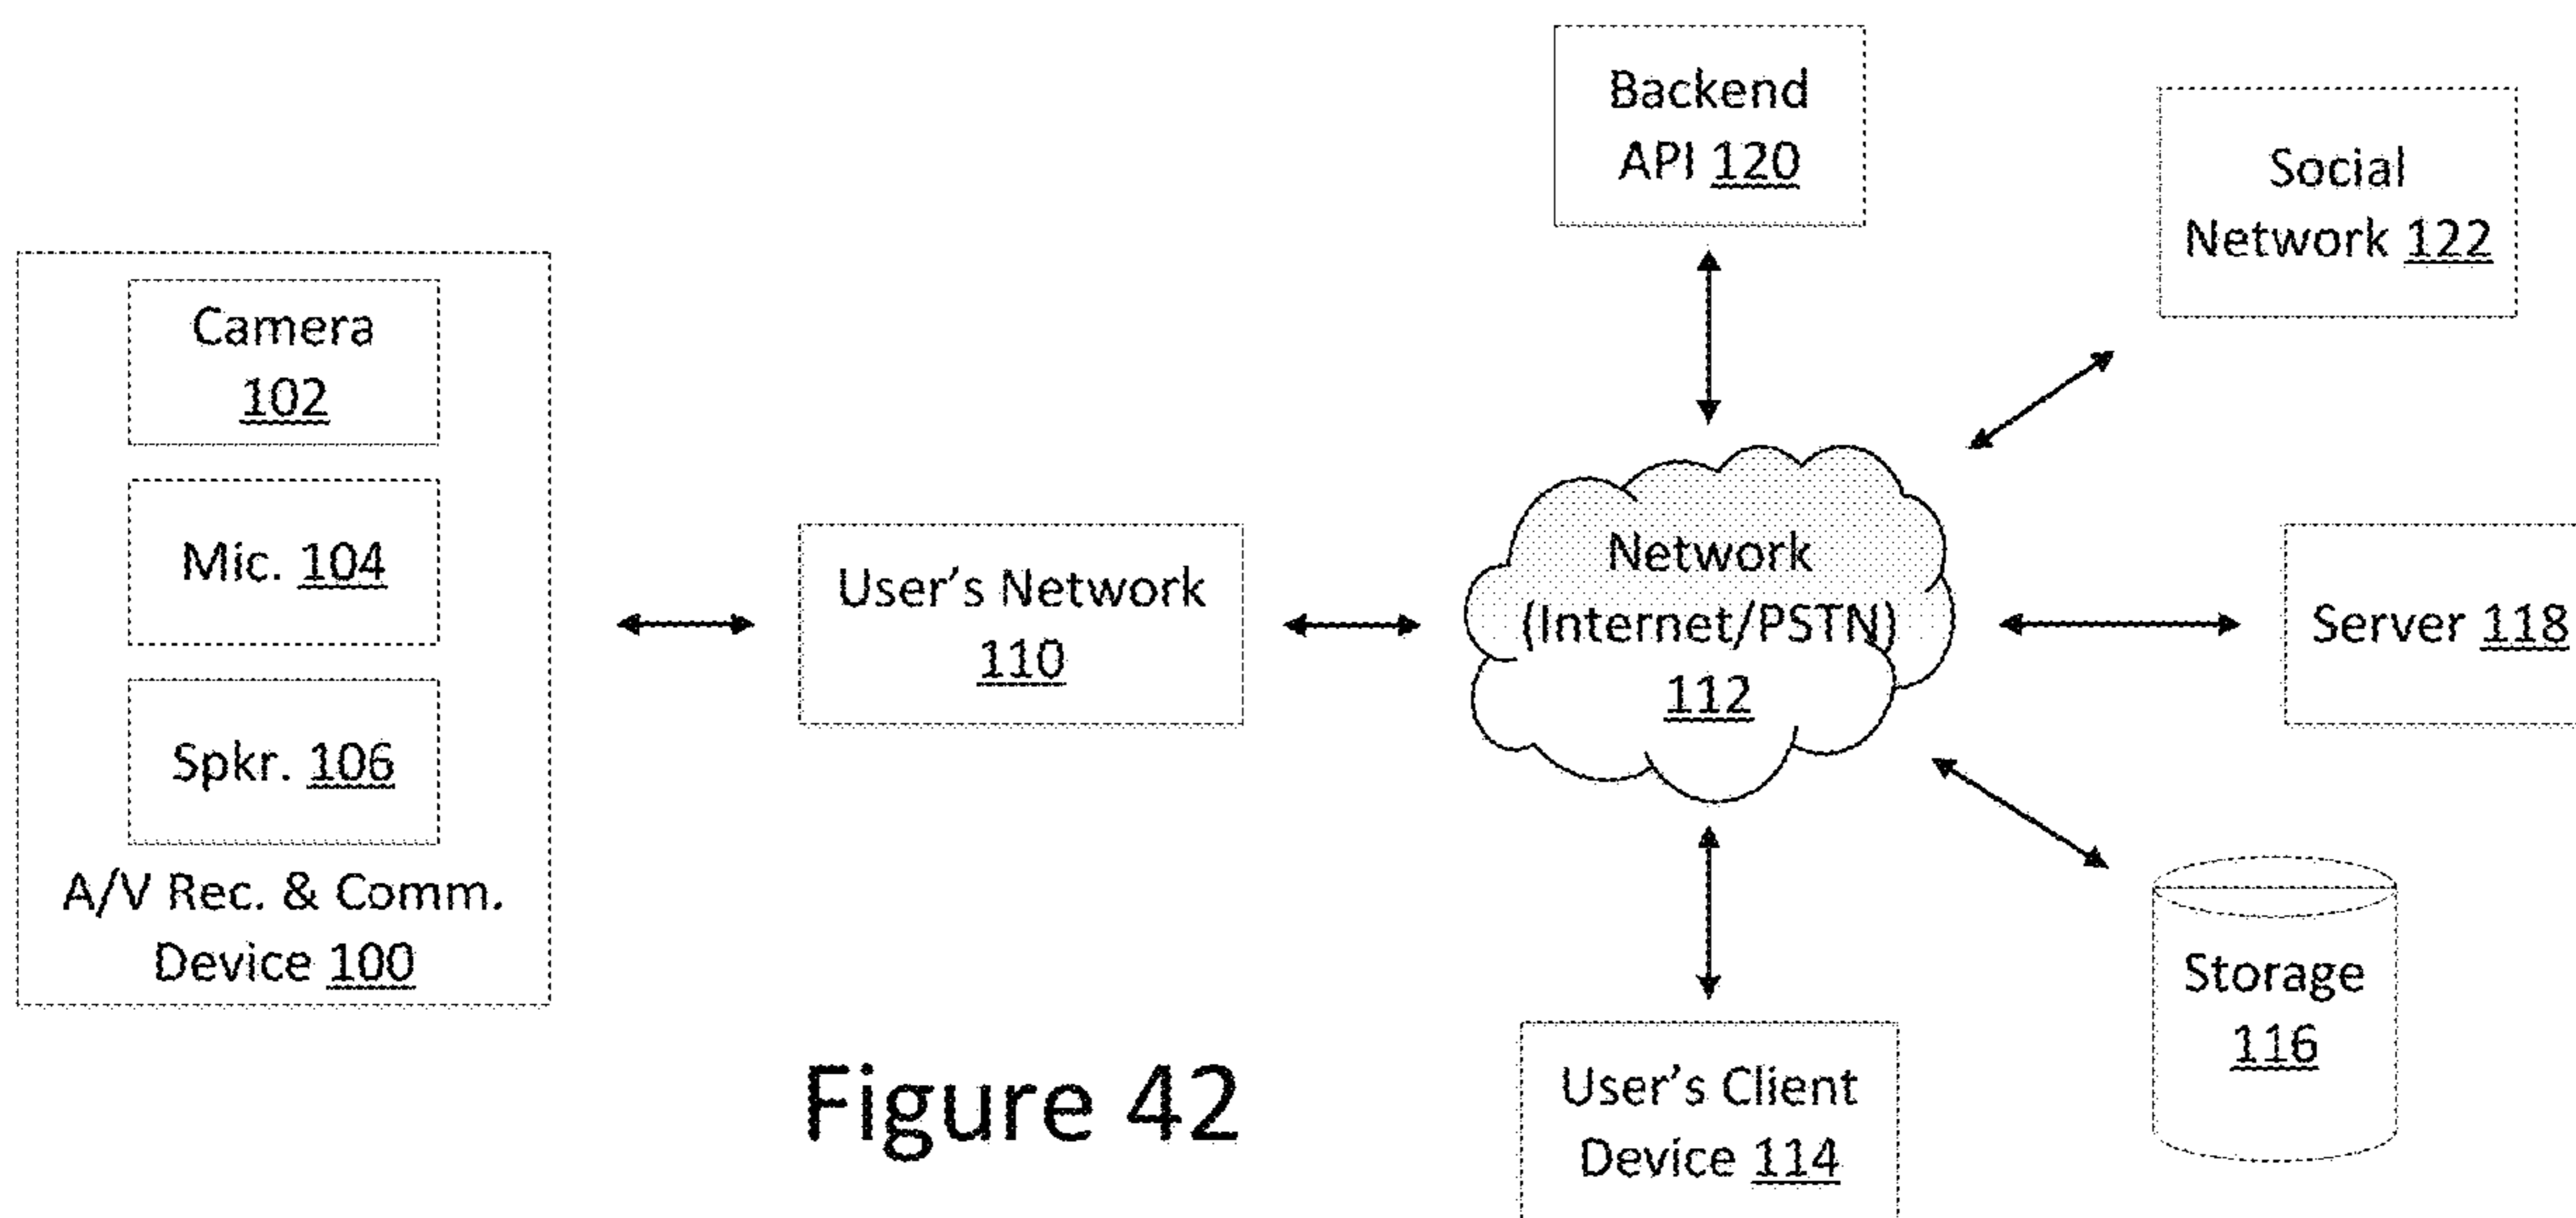 Backend
API 120
Social
Network 122
Camera
102
Mic. 104
Spkr. 106
A/V Rec. & Comm.
Device 100
User's Network
110
Network
(Internet/PSTN)
112
Server 118
Storage
116
User's Client
Device 114
Figure 42